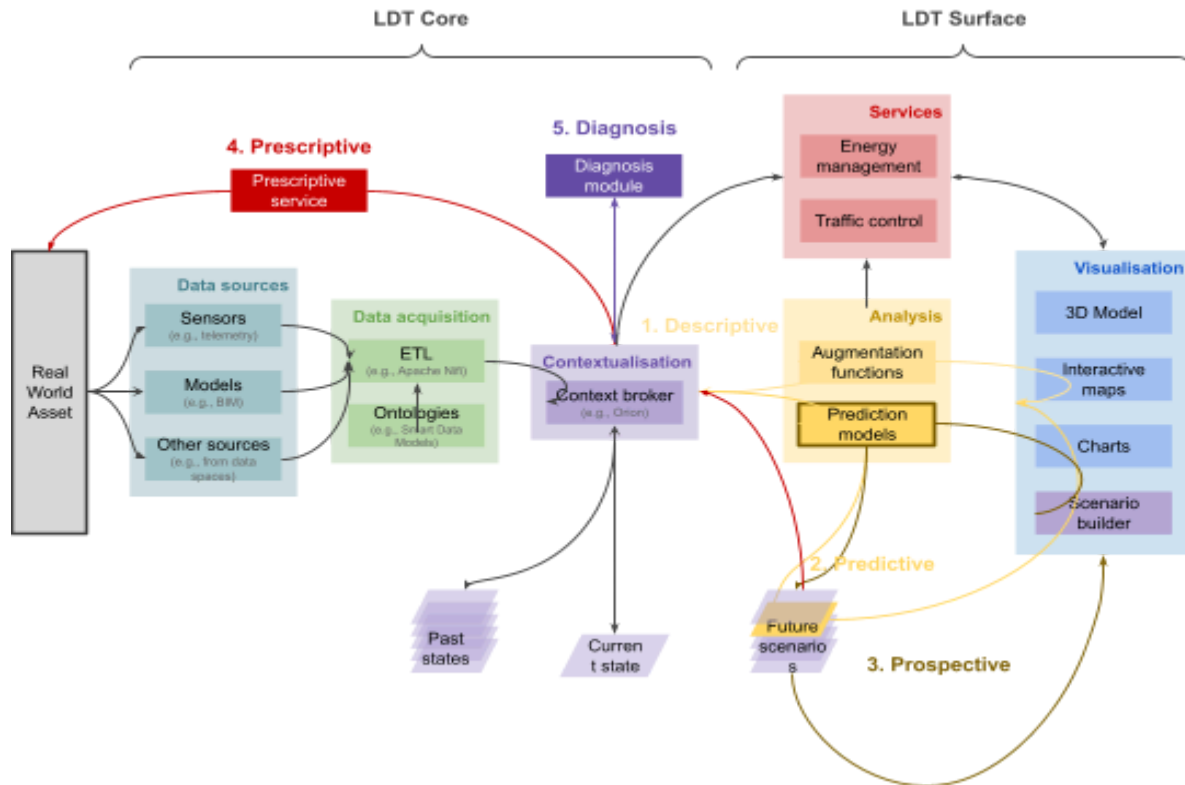 LDT Core
LDT Surface
Services
Energy
management
Traffic control
5. Diagnosis
Diagnosis
module
4. Prescriptive
Prescriptive
service
Real
World
Asset
Data sources
Sensors
(e.g., telemetry)
Models
(e.g., BIM)
Other sources
(e.g., from data
spaces)
Data acquisition
ETL
(e.g., Apache Nifi)
Ontologies
(e.g., Smart Data
Models)
Contextualisation
Context broker
(e.g., Orion)
1. Descriptive
Analysis
Augmentation
functions
Prediction
models
Visualisation
3D Model
Interactive
maps
Charts
Scenario
builder
2. Predictive
Past
states
Curren
t state
Future
scenario
s
3. Prospective